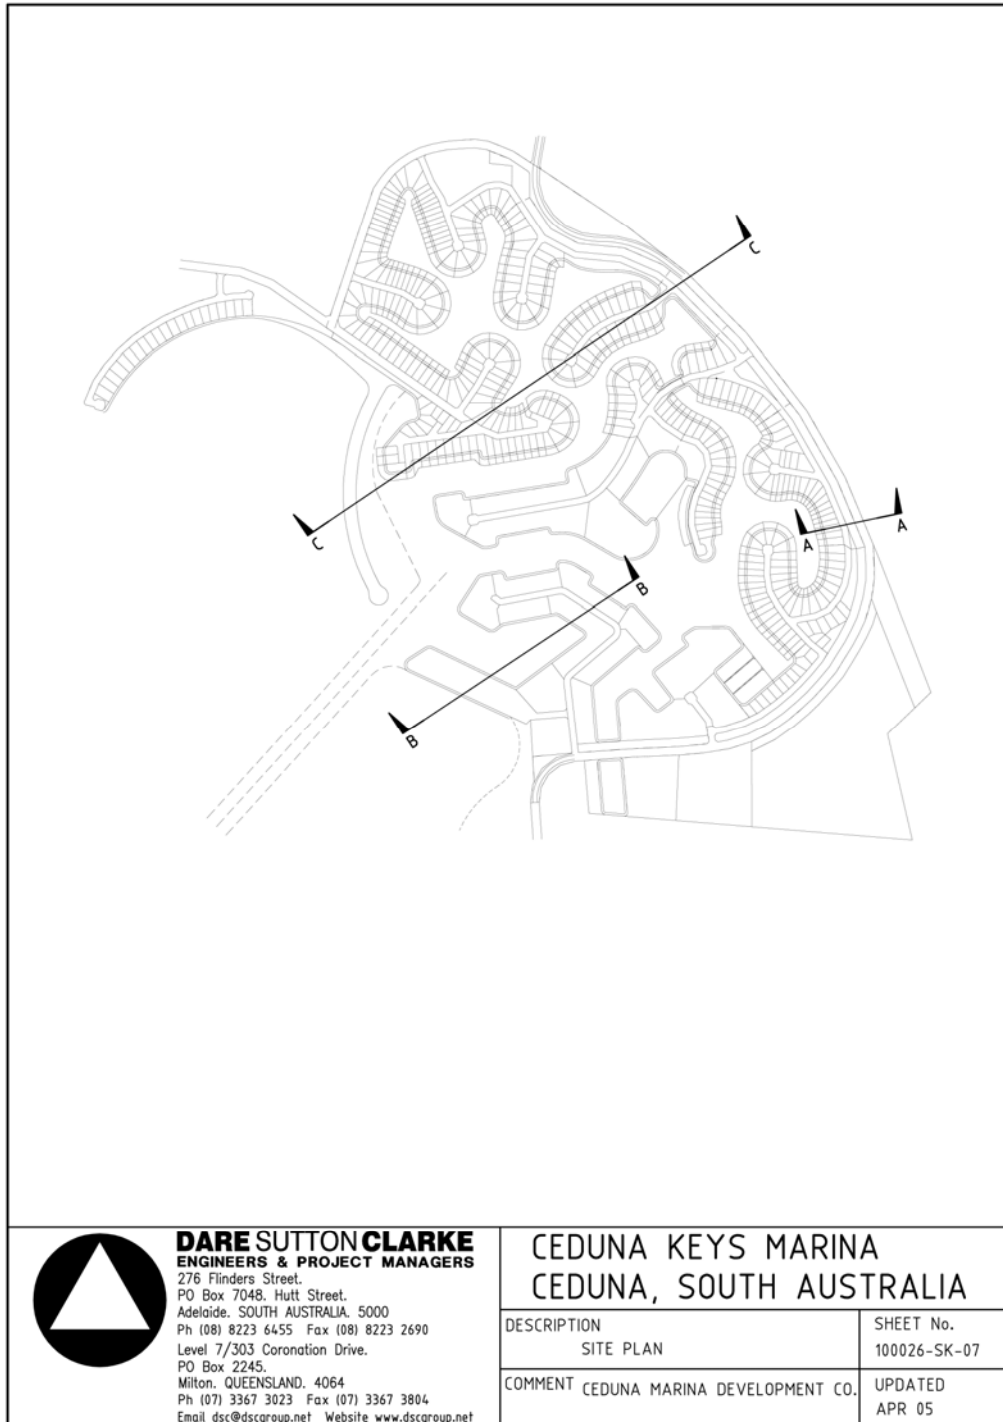 C
C
A
A
B
B
DARE SUTTON CLARKE
ENGINEERS & PROJECT MANAGERS
276 Flinders Street.
PO Box 7048. Hutt Street.
Adelaide. SOUTH AUSTRALIA. 5000
Ph (08) 8223 6455 Fax (08) 8223 2690
Level 7/303 Coronation Drive.
PO Box 2245.
Milton. QUEENSLAND. 4064
Ph (07) 3367 3023 Fax (07) 3367 3804
Email dsc@dscgroup.net Website www.dscgroup.net
CEDUNA KEYS MARINA
CEDUNA, SOUTH AUSTRALIA
DESCRIPTION
SITE PLAN
SHEET No.
100026-SK-07
COMMENT CEDUNA MARINA DEVELOPMENT CO.
UPDATED
APR 05